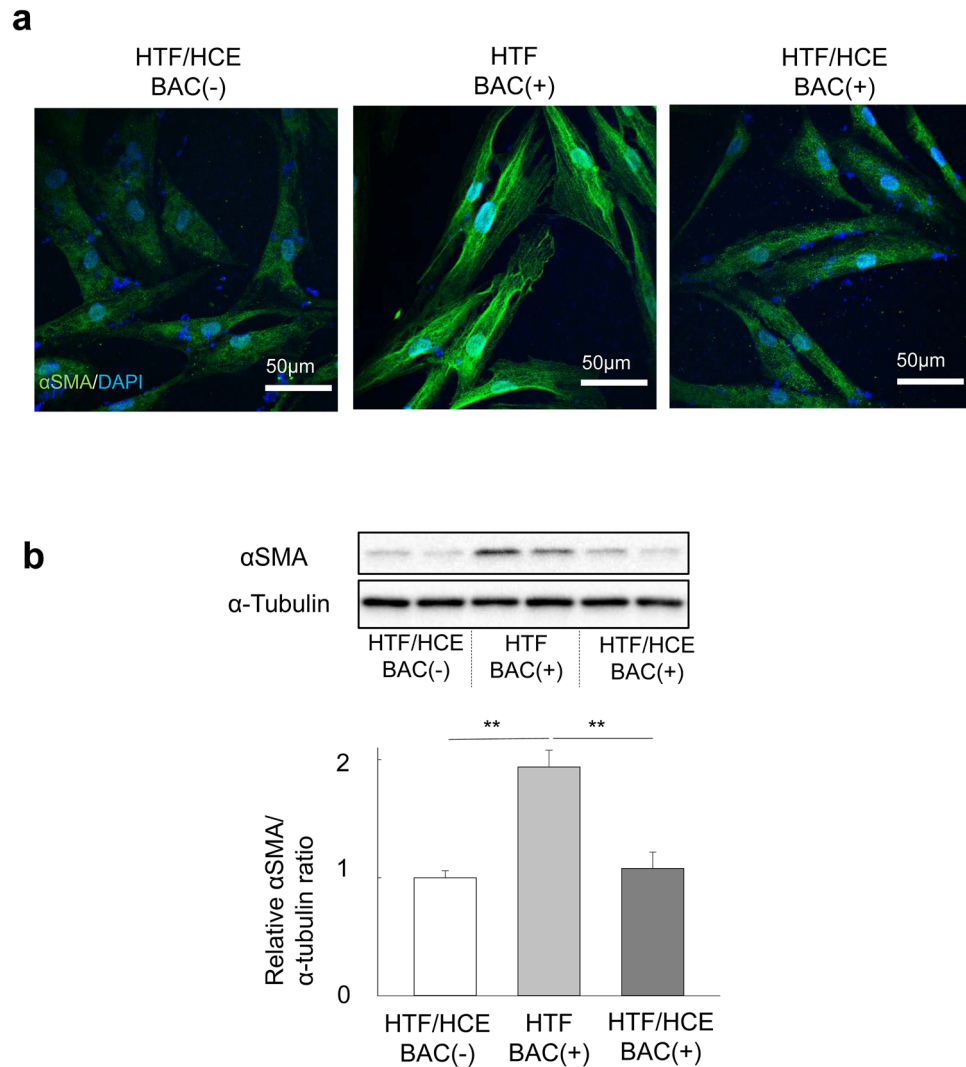 a
HTF/HCE
BAC(-)
HTF
BAC(+)
HTF/HCE
BAC(+)
αSMA/DAPI
50μm
50μm
50μm
b
αSMA
α-Tubulin
HTF/HCE
BAC(-)
HTF
BAC(+)
HTF/HCE
BAC(+)
**
**
2
1
0
Relative αSMA/
α-tubulin ratio
HTF/HCE
BAC(-)
HTF
BAC(+)
HTF/HCE
BAC(+)